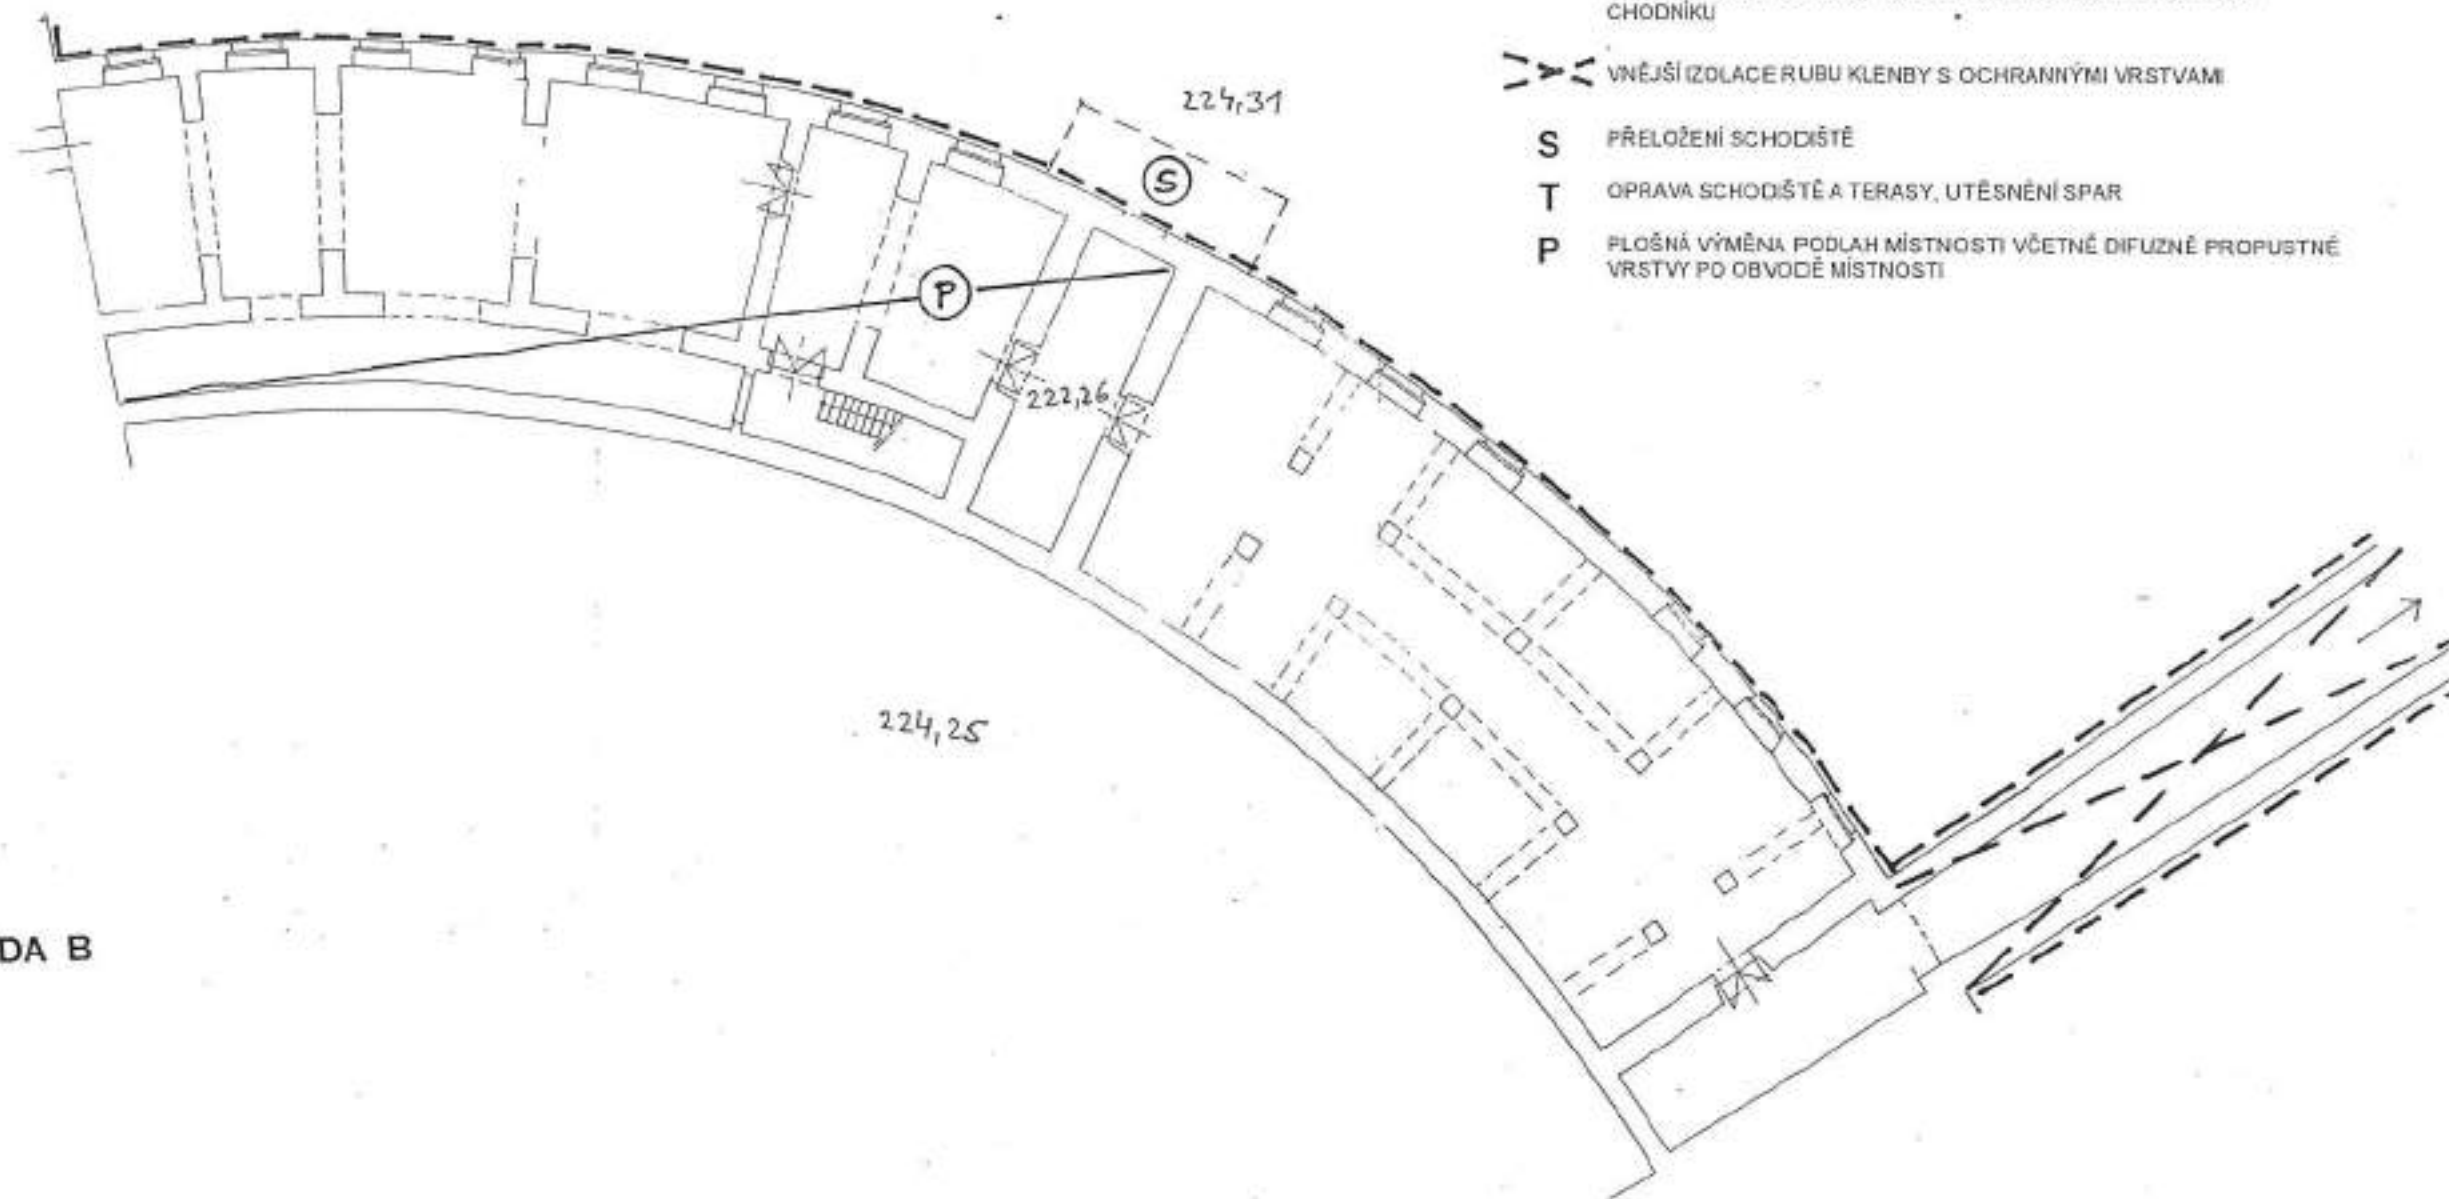 CHODNÍKU
VNĚJŠÍ IZOLACE RUBU KLENBY S OCHRANNÝMI VRSTVAMI
S PŘELOŽENÍ SCHODIŠTĚ
T OPRAVA SCHODIŠTĚ A TERASY, UTĚSNĚNÍ SPAR
P PLOŠNÁ VÝMĚNA PODLAH MÍSTNOSTI VČETNĚ DIFUZNĚ PROPUSTNÉ
VRSTVY PO OBVODĚ MÍSTNOSTI
224,31
S
P
222,26
224,25
DA B